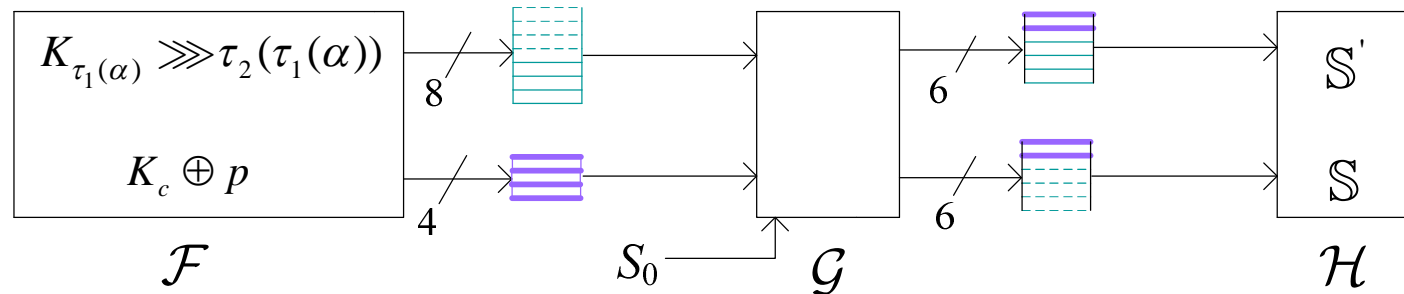 K_{τ_1(α)} ⋙ τ_2(τ_1(α))
8
6
𝕊'
K_c ⊕ p
4
6
𝕊
S_0
ℱ
𝒢
ℋ